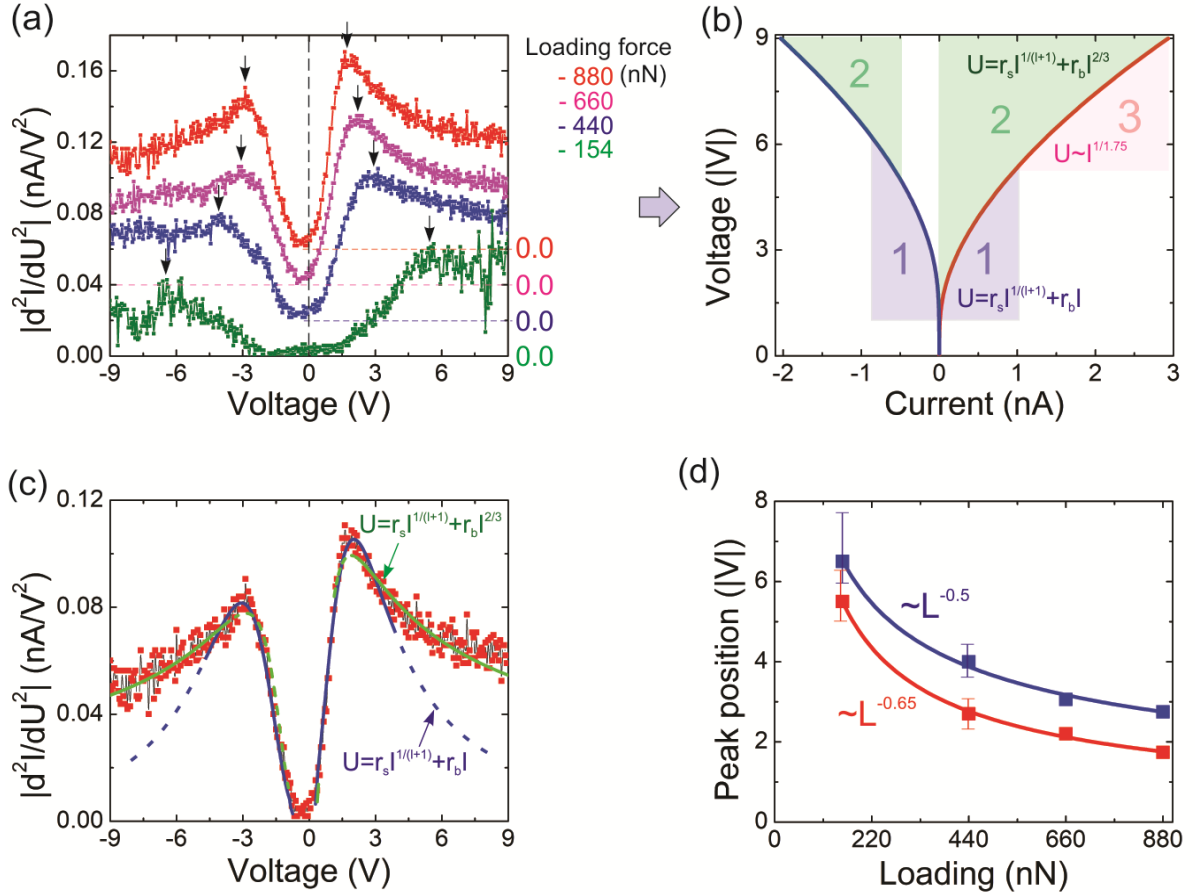 (a)
|d²I/dU²| (nA/V²)
0.16
0.12
0.08
0.04
0.00
-9 -6 -3 0 3 6 9
Voltage (V)
Loading force
(nN)
- 880
- 660
- 440
- 154
0.0
0.0
0.0
0.0
(b)
Voltage (|V|)
9
6
3
0
-2 -1 0 1 2 3
Current (nA)
2
U=rₛI^1/(l+1)+r_bI^2/3
2
3
U~I^1/1.75
1
1
U=rₛI^1/(l+1)+r_bI
(c)
|d²I/dU²| (nA/V²)
0.12
0.08
0.04
0.00
-9 -6 -3 0 3 6 9
Voltage (V)
U=rₛI^1/(l+1)+r_bI^2/3
U=rₛI^1/(l+1)+r_bI
(d)
Peak position (|V|)
8
6
4
2
0
0 220 440 660 880
Loading (nN)
~L^-0.5
~L^-0.65